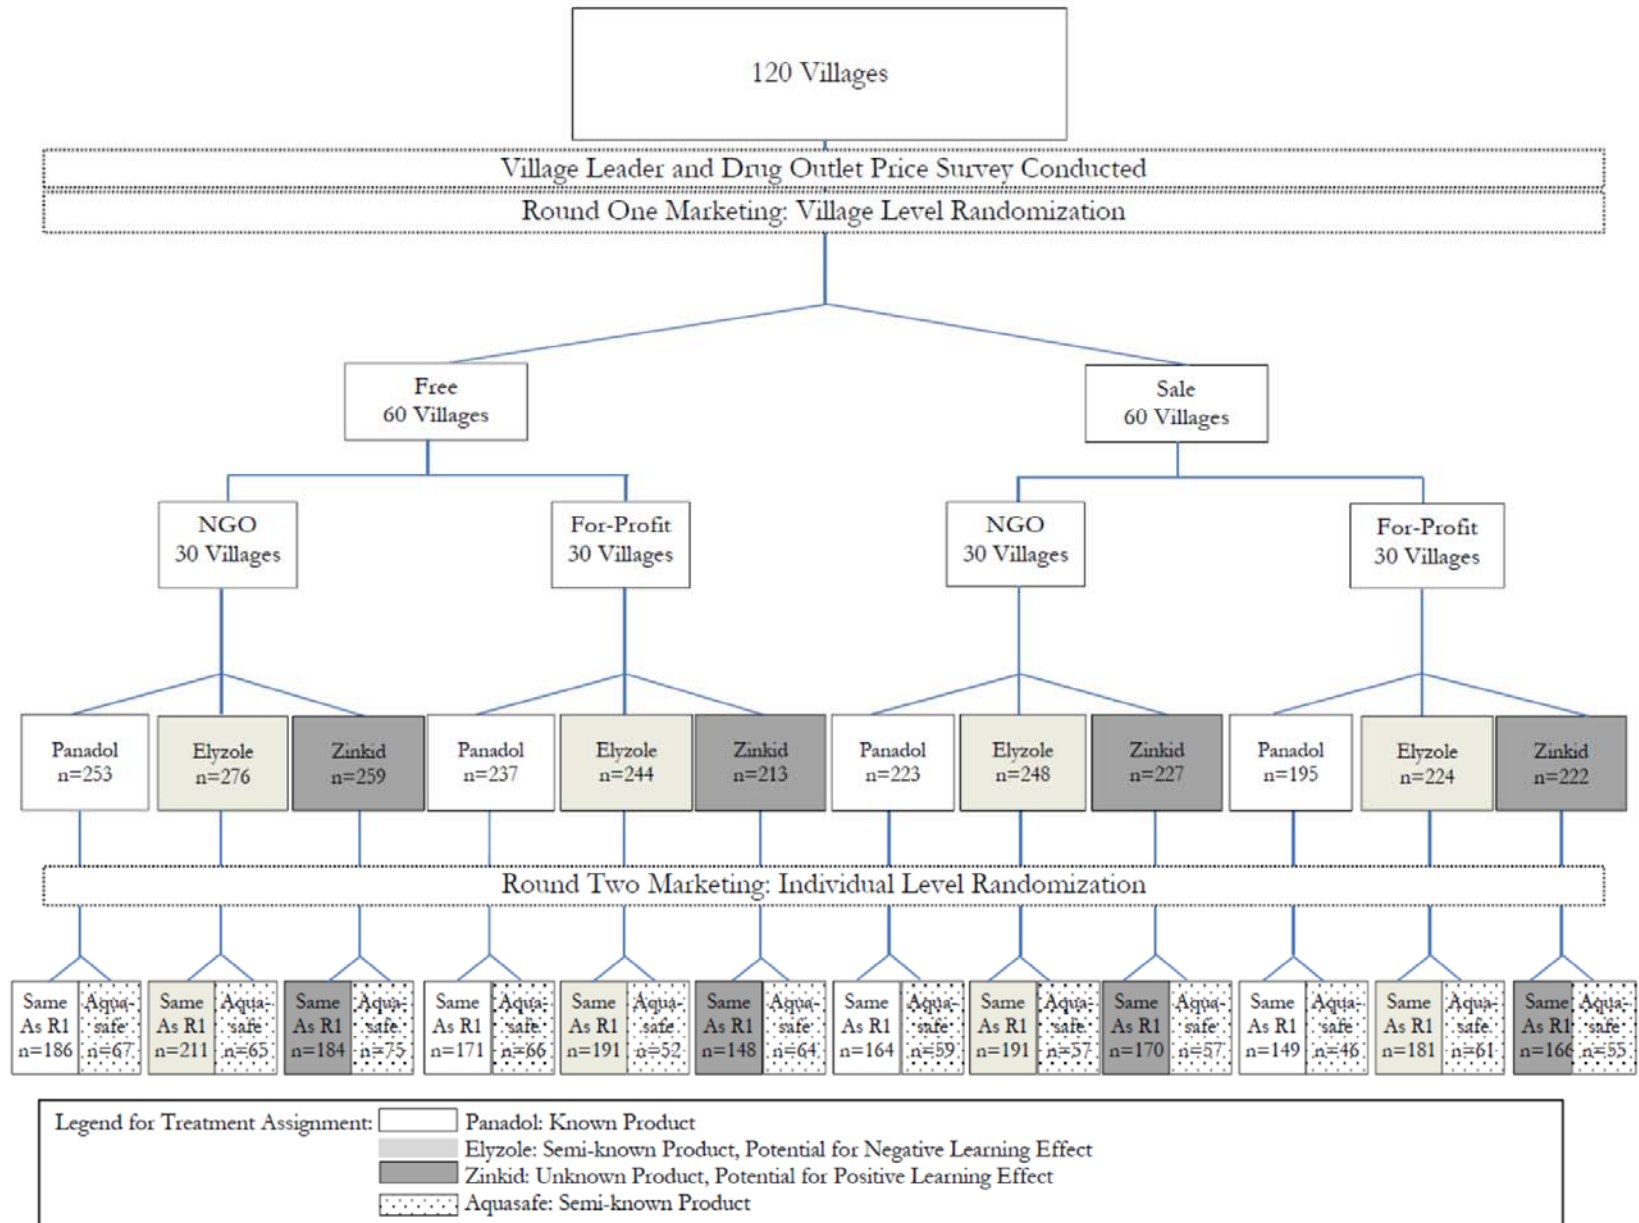 120 Villages
Village Leader and Drug Outlet Price Survey Conducted
Round One Marketing: Village Level Randomization
Free
60 Villages
Sale
60 Villages
NGO
30 Villages
For-Profit
30 Villages
NGO
30 Villages
For-Profit
30 Villages
Panadol
n=253
Elyzole
n=276
Zinkid
n=259
Panadol
n=237
Elyzole
n=244
Zinkid
n=213
Panadol
n=223
Elyzole
n=248
Zinkid
n=227
Panadol
n=195
Elyzole
n=224
Zinkid
n=222
Round Two Marketing: Individual Level Randomization
Same
As R1
n=186
Aqua-
safe
n=67
Same
As R1
n=211
Aqua-
safe
n=65
Same
As R1
n=184
Aqua-
safe
n=75
Same
As R1
n=171
Aqua-
safe
n=66
Same
As R1
n=191
Aqua-
safe
n=52
Same
As R1
n=148
Aqua-
safe
n=64
Same
As R1
n=164
Aqua-
safe
n=59
Same
As R1
n=191
Aqua-
safe
n=57
Same
As R1
n=170
Aqua-
safe
n=57
Same
As R1
n=149
Aqua-
safe
n=46
Same
As R1
n=181
Aqua-
safe
n=61
Same
As R1
n=166
Aqua-
safe
n=55
Legend for Treatment Assignment:
Panadol: Known Product
Elyzole: Semi-known Product, Potential for Negative Learning Effect
Zinkid: Unknown Product, Potential for Positive Learning Effect
Aquasafe: Semi-known Product